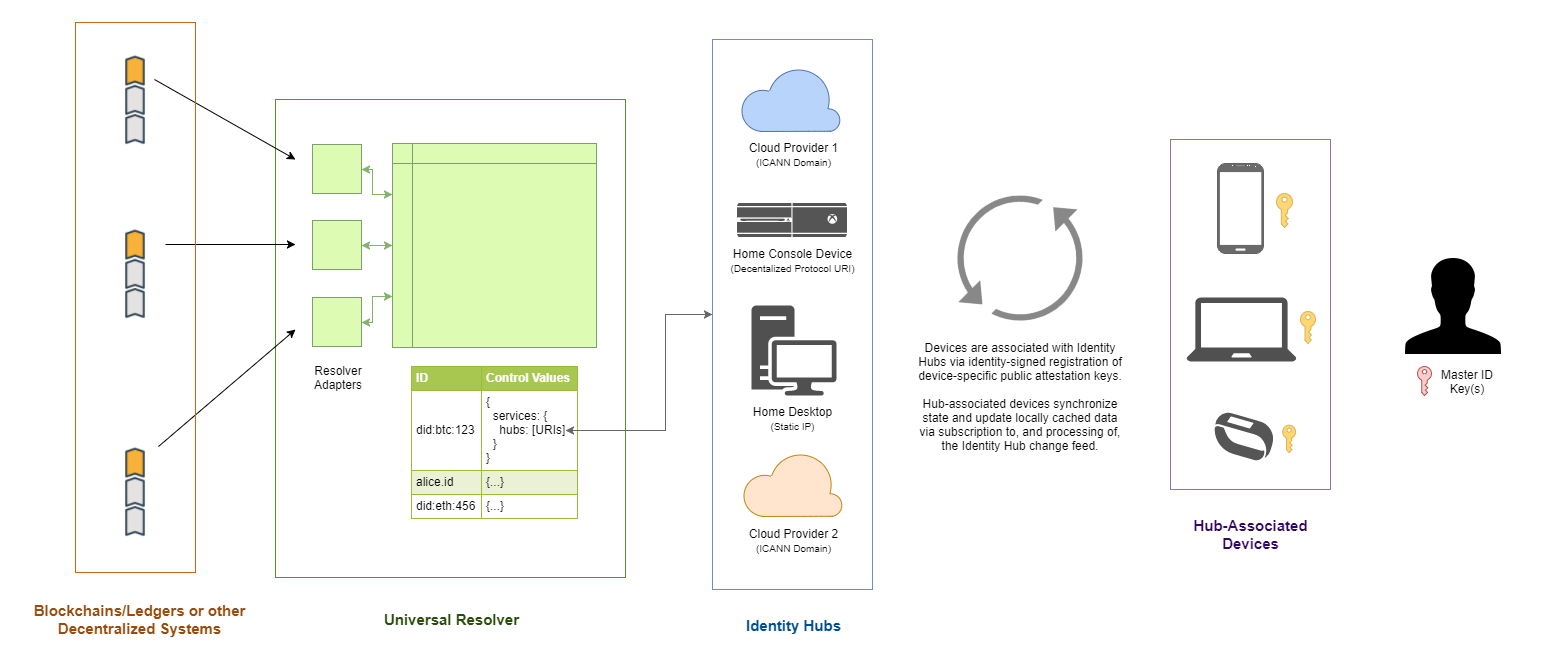 Blockchains/Ledgers or other
Decentralized Systems
Resolver
Adapters
ID Control Values
did:btc:123
{
services: {
hubs: [URIs]
}
}
alice.id {...}
did:eth:456 {...}
Universal Resolver
Cloud Provider 1
(ICANN Domain)
Home Console Device
(Decentalized Protocol URI)
Home Desktop
(Static IP)
Cloud Provider 2
(ICANN Domain)
Identity Hubs
Devices are associated with Identity
Hubs via identity-signed registration of
device-specific public attestation keys.
Hub-associated devices synchronize
state and update locally cached data
via subscription to, and processing of,
the Identity Hub change feed.
Hub-Associated
Devices
Master ID
Key(s)